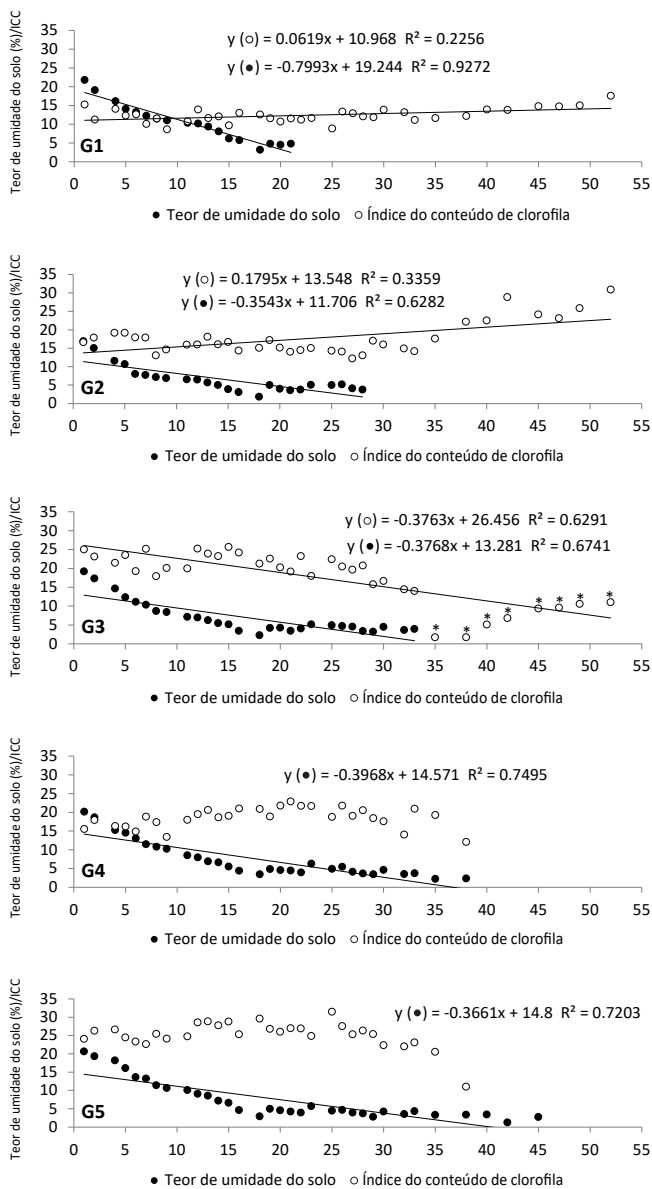 Teor de umidade do solo (%)/ICC
y (○) = 0.0619x + 10.968 R² = 0.2256
y (●) = -0.7993x + 19.244 R² = 0.9272
35
30
25
20
15
10
5
0
G1
0 5 10 15 20 25 30 35 40 45 50 55
● Teor de umidade do solo ○ Índice do conteúdo de clorofila
Teor de umidade do solo (%)/ICC
y (○) = 0.1795x + 13.548 R² = 0.3359
y (●) = -0.3543x + 11.706 R² = 0.6282
35
30
25
20
15
10
5
0
G2
0 5 10 15 20 25 30 35 40 45 50 55
● Teor de umidade do solo ○ Índice do conteúdo de clorofila
Teor de umidade do solo (%)/ICC
y (○) = -0.3763x + 26.456 R² = 0.6291
y (●) = -0.3768x + 13.281 R² = 0.6741
35
30
25
20
15
10
5
0
* * * * * * * *
G3
0 5 10 15 20 25 30 35 40 45 50 55
● Teor de umidade do solo ○ Índice do conteúdo de clorofila
Teor de umidade do solo (%)/ICC
y (●) = -0.3968x + 14.571 R² = 0.7495
35
30
25
20
15
10
5
0
G4
0 5 10 15 20 25 30 35 40 45 50 55
● Teor de umidade do solo ○ Índice do conteúdo de clorofila
Teor de umidade do solo (%)/ICC
y (●) = -0.3661x + 14.8 R² = 0.7203
35
30
25
20
15
10
5
0
G5
0 5 10 15 20 25 30 35 40 45 50 55
● Teor de umidade do solo ○ Índice do conteúdo de clorofila